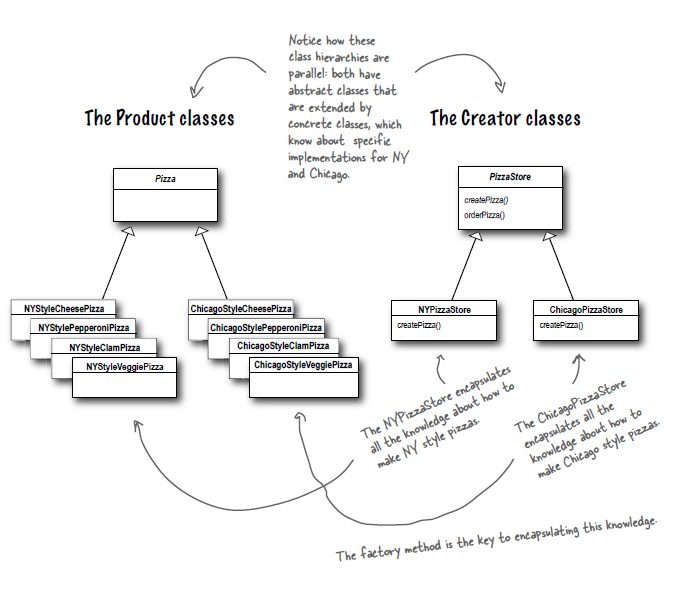 Notice how these
class hierarchies are
parallel: both have
abstract classes that
are extended by
concrete classes, which
know about specific
implementations for NY
and Chicago.
The Product classes
The Creator classes
Pizza
PizzaStore
createPizza()
orderPizza()
NYStyleCheesePizza
NYStylePepperoniPizza
NYStyleClamPizza
NYStyleVeggiePizza
ChicagoStyleCheesePizza
ChicagoStylePepperoniPizza
ChicagoStyleClamPizza
ChicagoStyleVeggiePizza
NYPizzaStore
createPizza()
ChicagoPizzaStore
createPizza()
The NYPizzaStore encapsulates
all the knowledge about how to
make NY style pizzas.
The ChicagoPizzaStore
encapsulates all the
knowledge about how to
make Chicago style pizzas.
The factory method is the key to encapsulating this knowledge.